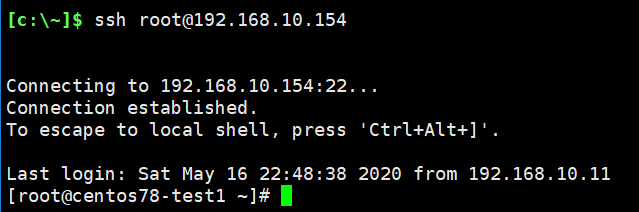 [c:\~]$ ssh root@192.168.10.154
Connecting to 192.168.10.154:22...
Connection established.
To escape to local shell, press 'Ctrl+Alt+]'.
Last login: Sat May 16 22:48:38 2020 from 192.168.10.11
[root@centos78-test1 ~]#